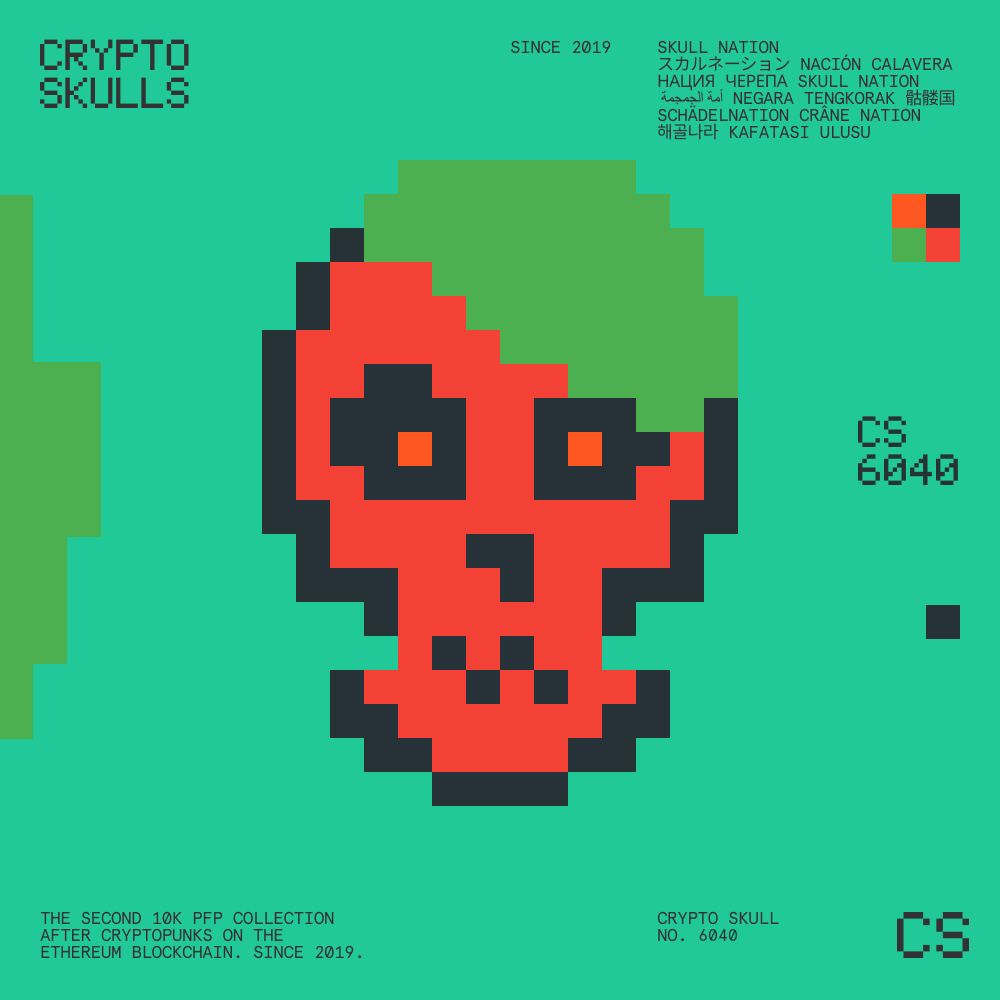 CRYPTO
SKULLS
SINCE 2019
SKULL NATION
スカルネーション NACIÓN CALAVERA
НАЦИЯ ЧЕРЕПА SKULL NATION
أمة الجمجمة NEGARA TENGKORAK 骷髅国
SCHÄDELNATION CRÂNE NATION
해골나라 KAFATASI ULUSU
CS
6040
THE SECOND 10K PFP COLLECTION
AFTER CRYPTOPUNKS ON THE
ETHEREUM BLOCKCHAIN. SINCE 2019.
CRYPTO SKULL
NO. 6040
CS